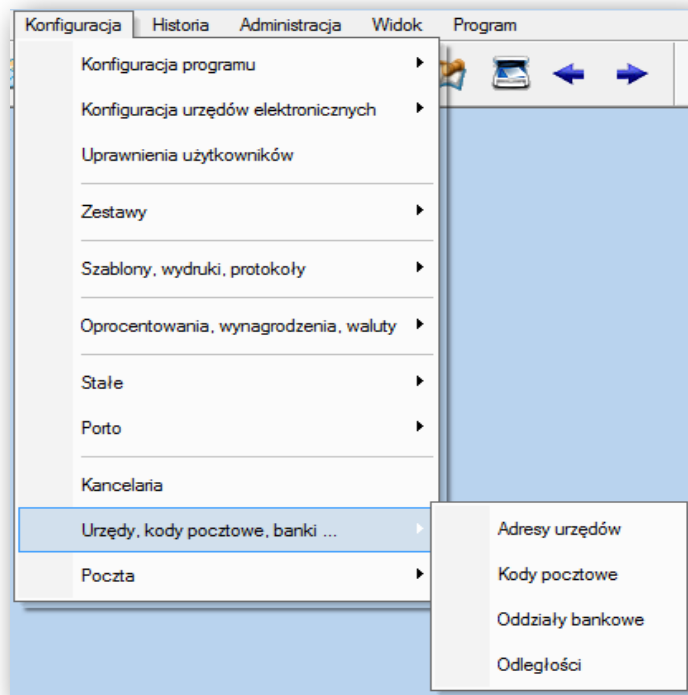 Konfiguracja Historia Administracja Widok Program
Konfiguracja programu
Konfiguracja urzędów elektronicznych
Uprawnienia użytkowników
Zestawy
Szablony, wydruki, protokoły
Oprocentowania, wynagrodzenia, waluty
Stałe
Porto
Kancelaria
Urzędy, kody pocztowe, banki ...
Poczta
Adresy urzędów
Kody pocztowe
Oddziały bankowe
Odległości